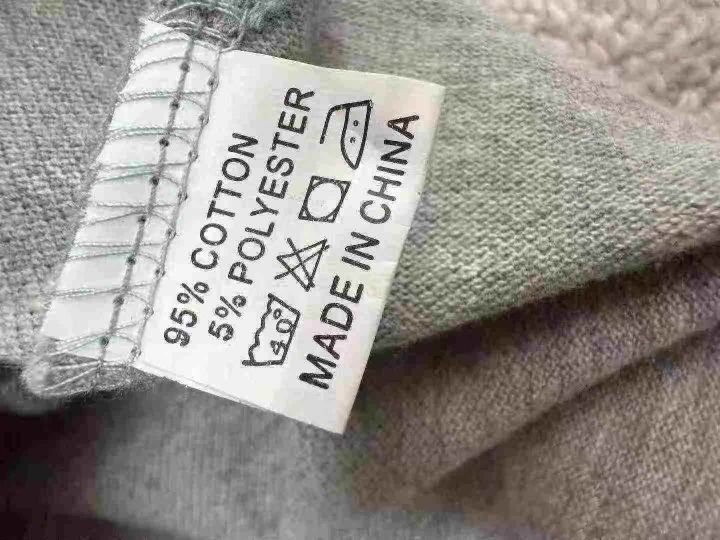 95% COTTON
5% POLYESTER
40°
MADE IN CHINA